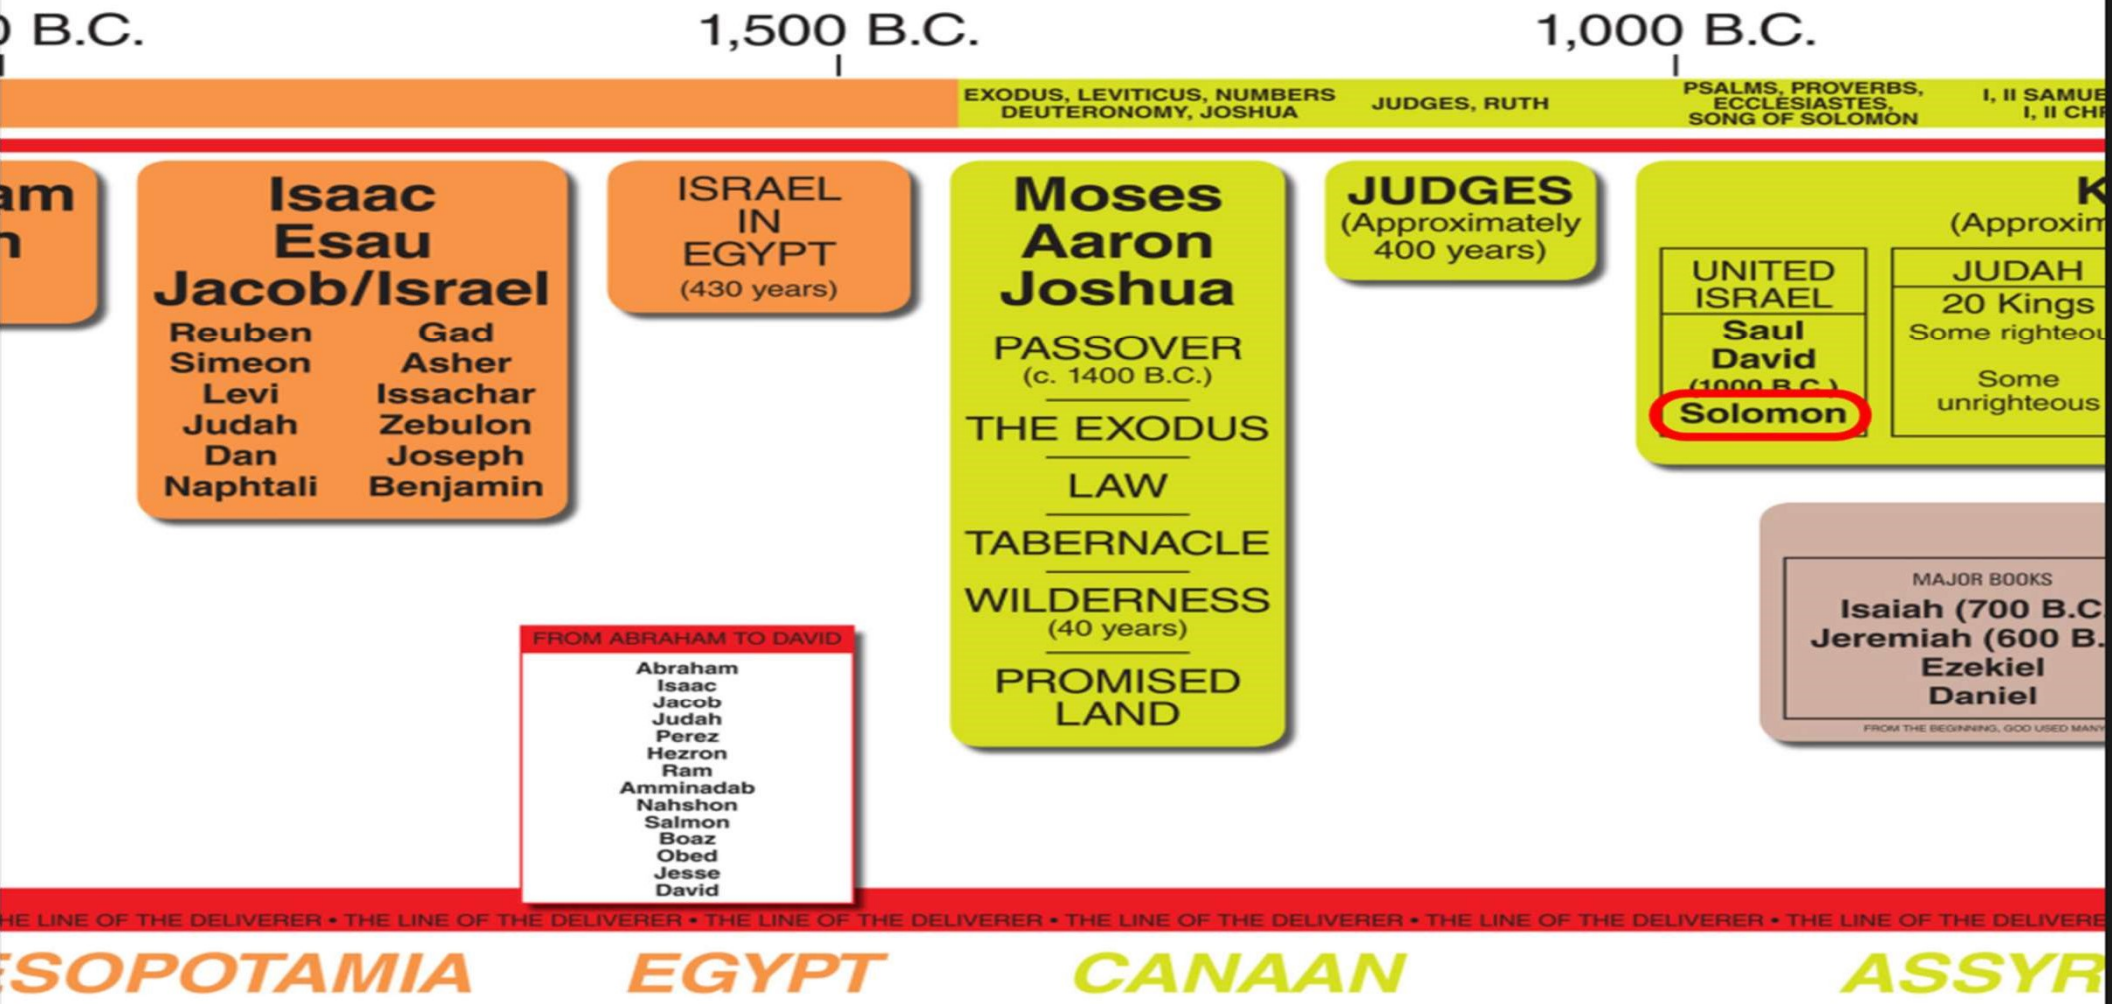 B.C.
1,500 B.C.
1,000 B.C.
EXODUS, LEVITICUS, NUMBERS
DEUTERONOMY, JOSHUA
JUDGES, RUTH
PSALMS, PROVERBS,
ECCLESIASTES,
SONG OF SOLOMON
I, II SAMUE
I, II CH
am
n
Isaac
Esau
Jacob/Israel
Reuben Gad
Simeon Asher
Levi Issachar
Judah Zebulon
Dan Joseph
Naphtali Benjamin
ISRAEL
IN
EGYPT
(430 years)
Moses
Aaron
Joshua
PASSOVER
(c. 1400 B.C.)
THE EXODUS
LAW
TABERNACLE
WILDERNESS
(40 years)
PROMISED
LAND
JUDGES
(Approximately
400 years)
K
(Approxim
UNITED
ISRAEL
Saul
David
(1000 B.C.)
Solomon
JUDAH
20 Kings
Some righteou
Some
unrighteous
MAJOR BOOKS
Isaiah (700 B.C.
Jeremiah (600 B.
Ezekiel
Daniel
FROM THE BEGINNING, GOD USED MANY
FROM ABRAHAM TO DAVID
Abraham
Isaac
Jacob
Judah
Perez
Hezron
Ram
Amminadab
Nahshon
Salmon
Boaz
Obed
Jesse
David
HE LINE OF THE DELIVERER • THE LINE OF THE DELIVERER • THE LINE OF THE DELIVERER • THE LINE OF THE DELIVERER • THE LINE OF THE DELIVERER • THE LINE OF THE DELIVERE
ESOPOTAMIA
EGYPT
CANAAN
ASSYR